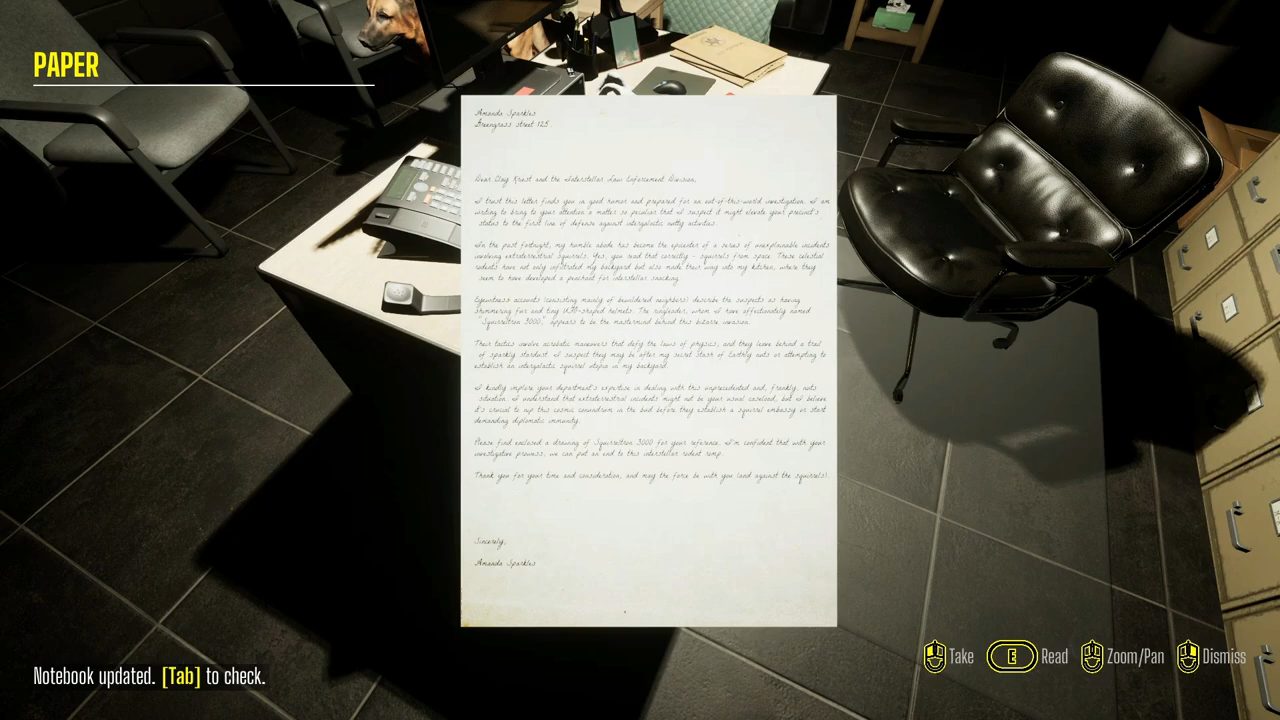 PAPER
Amanda Sparkles
Greengrass street 123
Dear Clay Krast and the Interstellar Law Enforcement Division,
I trust this letter finds you in good humor and prepared for an out-of-this-world investigation. I am
writing to bring to your attention a matter so peculiar that I suspect it might elevate your precinct's
status to the first line of defense against intergalactic nutty activities.
In the past fortnight, my humble abode has become the epicenter of a series of unexplainable incidents
involving extraterrestrial squirrels. Yes, you read that correctly - squirrels from space. These celestial
rodents have not only infiltrated my backyard but also made their way into my kitchen, where they
seem to have developed a penchant for interstellar snacking.
Eyewitness accounts (consisting mainly of bewildered neighbors) describe the suspects as having
shimmering fur and tiny UFO-shaped helmets. The ringleader, whom I have affectionately named
"Squirreltron 3000," appears to be the mastermind behind this bizarre invasion.
Their tactics involve acrobatic maneuvers that defy the laws of physics, and they leave behind a trail
of sparkly stardust. I suspect they may be after my secret stash of Earthly nuts or attempting to
establish an intergalactic squirrel utopia in my backyard.
I kindly implore your department's expertise in dealing with this unprecedented and, frankly, nuts
situation. I understand that extraterrestrial incidents might not be your usual caseload, but I believe
it's crucial to nip this cosmic conundrum in the bud before they establish a squirrel embassy or start
demanding diplomatic immunity.
Please find enclosed a drawing of Squirreltron 3000 for your reference. I'm confident that with your
investigative prowess, we can put an end to this interstellar rodent romp.
Thank you for your time and consideration, and may the force be with you (and against the squirrels).
Sincerely,
Amanda Sparkles
Notebook updated. [Tab] to check.
Take
E Read
Zoom/Pan
Dismiss